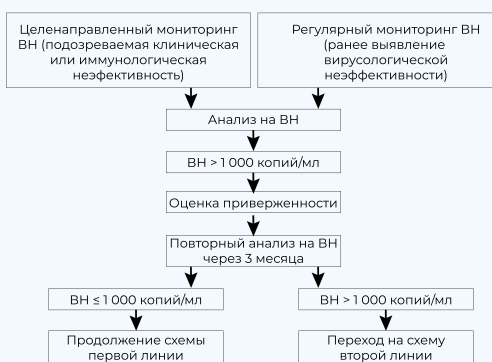 Целенаправленный мониторинг
ВН (подозреваемая клиническая
или иммунологическая
неэфективность)
Регулярный мониторинг ВН
(ранее выявление
вирусологической
неэффективности)
Анализ на ВН
ВН > 1 000 копий/мл
Оценка приверженности
Повторный анализ на ВН
через 3 месяца
ВН ≤ 1 000 копий/мл
ВН > 1 000 копий/мл
Продолжение схемы
первой линии
Переход на схему
второй линии